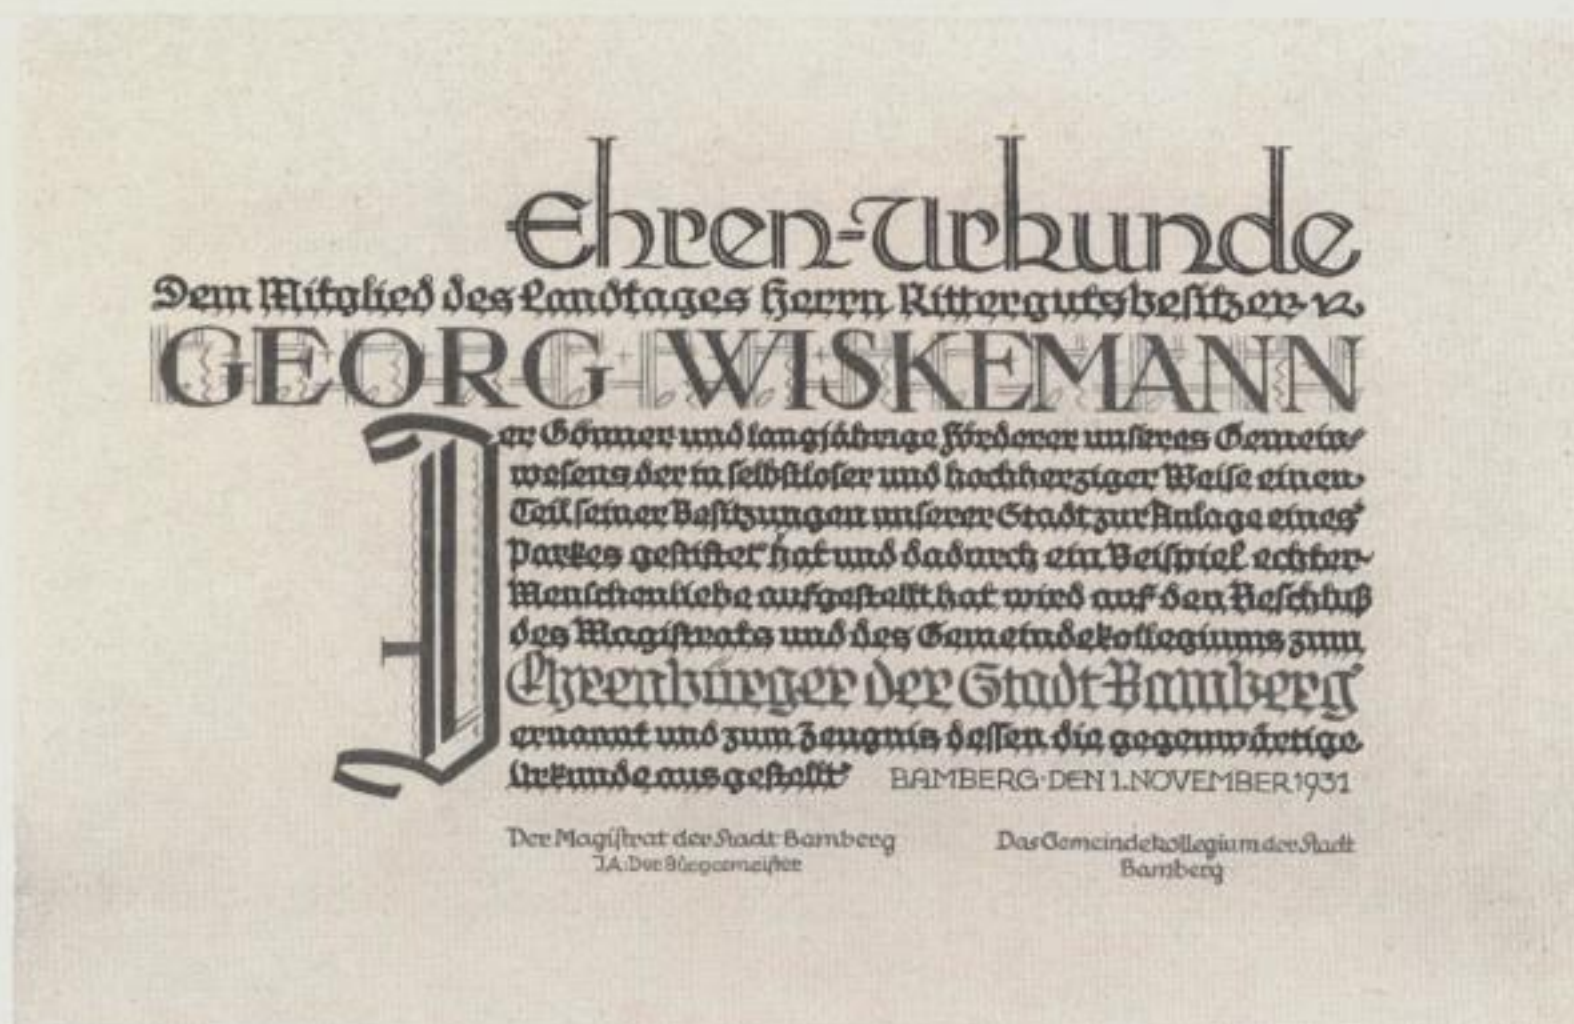 Ehren-Urkunde
Dem Mitglied des Landtages Herrn Rittergutsbesitzer
GEORG WISKEMANN
Der Gönner und langjährige Förderer unseres Gemein-
wesens der in selbstloser und hochherziger Weise einen
Teil seiner Besitzungen unserer Stadt zur Anlage eines
Parkes gestiftet hat und dadurch ein Beispiel echter
Menschenliebe aufgestellt hat wird auf den Beschluß
des Magistrats und des Gemeindekollegiums zum
Ehrenbürger der Stadt Bamberg
ernannt und zum Zeugnis dessen die gegenwärtige
Urkunde ausgestellt BAMBERG·DEN 1.NOVEMBER 1931
Der Magistrat der Stadt Bamberg
J.A: Der Bürgermeister
Das Gemeindekollegium der Stadt
Bamberg